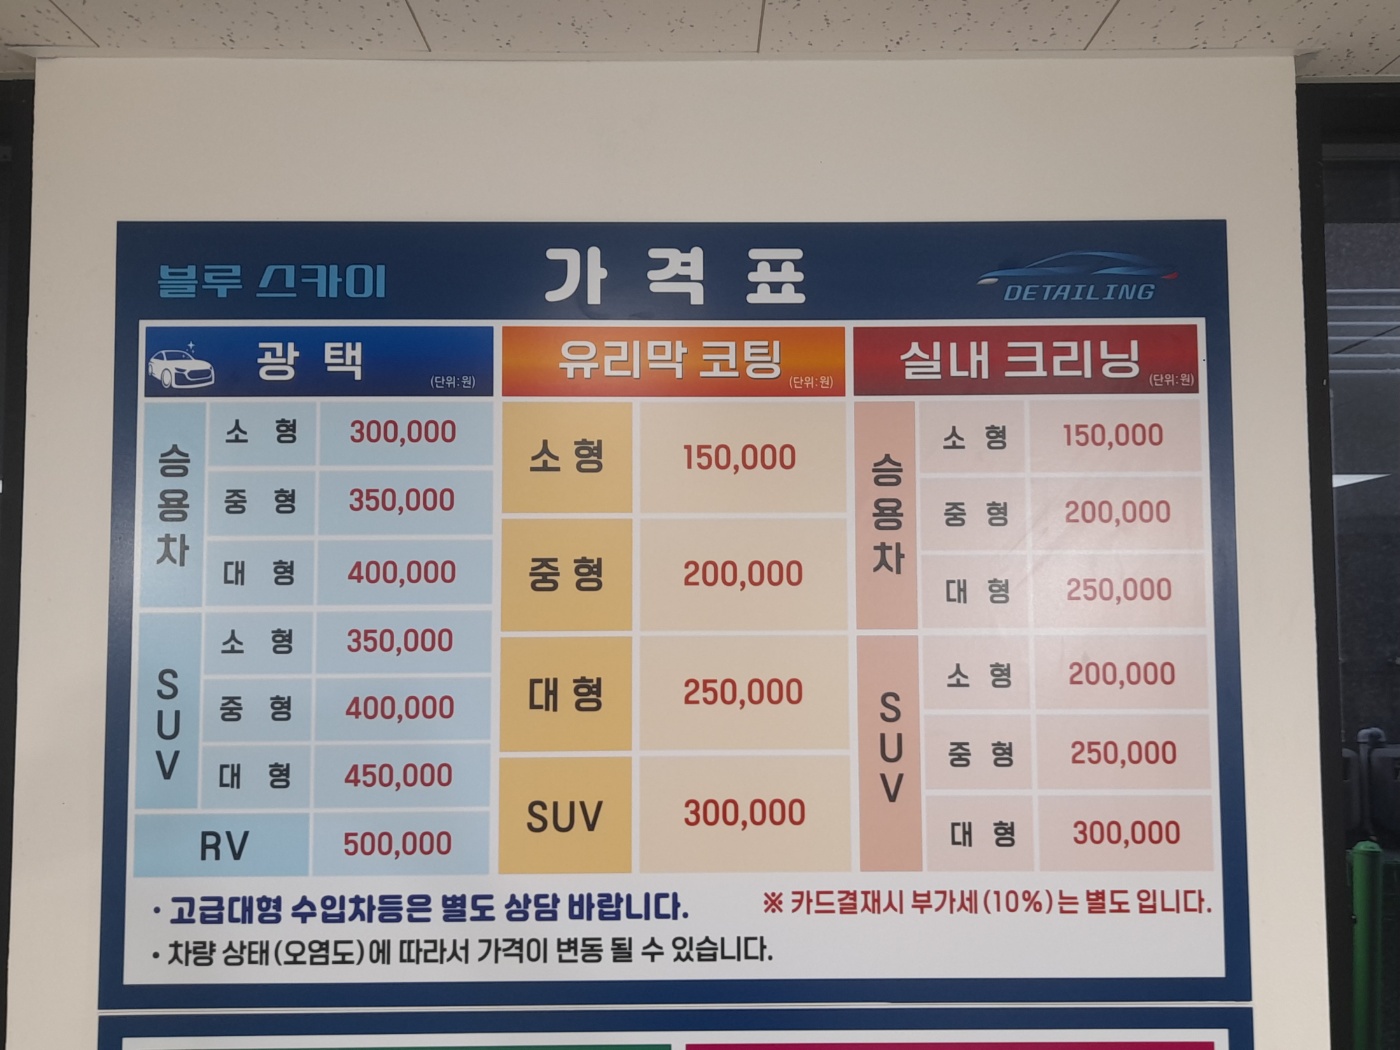 블루 스카이
가격표
DETAILING
광택
(단위:원)
승용차
소형 300,000
중형 350,000
대형 400,000
SUV
소형 350,000
중형 400,000
대형 450,000
RV 500,000
유리막 코팅
(단위:원)
소형 150,000
중형 200,000
대형 250,000
SUV 300,000
실내 크리닝
(단위:원)
승용차
소형 150,000
중형 200,000
대형 250,000
SUV
소형 200,000
중형 250,000
대형 300,000
· 고급대형 수입차등은 별도 상담 바랍니다.
※ 카드결재시 부가세(10%)는 별도 입니다.
· 차량 상태(오염도)에 따라서 가격이 변동 될 수 있습니다.